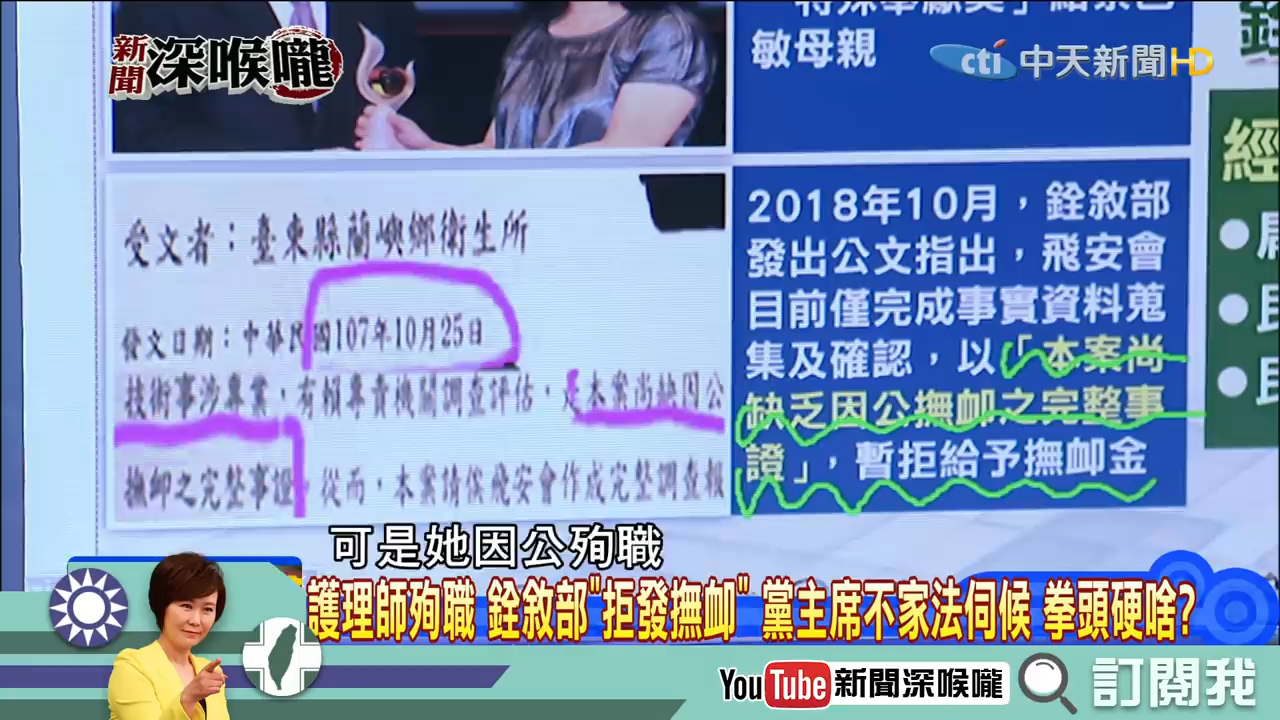 新聞深喉嚨
敏母親
cti中天新聞HD
經
受文者：臺東縣蘭嶼鄉衛生所
發文日期：中華民國107年10月25日
技術事涉專業，有賴專責機關調查評估，是本案尚缺因公
撫卹之完整事證，從而，本案請俟飛安會作成完整調查報
2018年10月，銓敘部
發出公文指出，飛安會
目前僅完成事實資料蒐
集及確認，以「本案尚
缺乏因公撫卹之完整事
證」，暫拒給予撫卹金
可是她因公殉職
護理師殉職 銓敘部"拒發撫卹" 黨主席不家法伺候 拳頭硬啥?
YouTube新聞深喉嚨
訂閱我